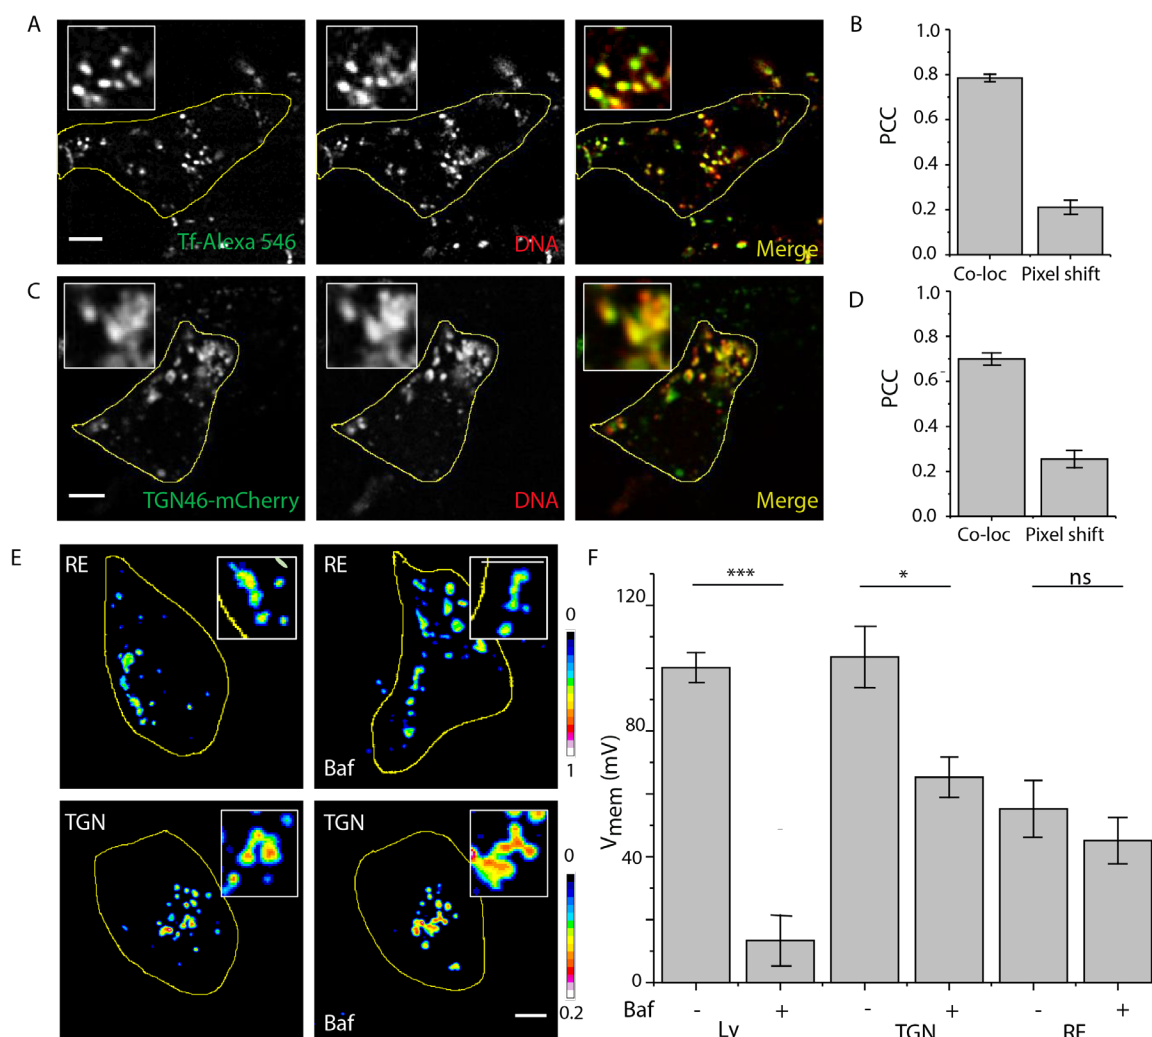 A
Tf-Alexa 546
DNA
Merge
B
PCC
1.0
0.8
0.6
0.4
0.2
0.0
Co-loc Pixel shift
C
TGN46-mCherry
DNA
Merge
D
PCC
1.0
0.8
0.6
0.4
0.2
0.0
Co-loc Pixel shift
E
RE
RE
Baf
0
1
TGN
TGN
Baf
0
0.2
F
Vmem (mV)
120
80
40
0
***
*
ns
Baf - + - + - +
Ly TGN RE